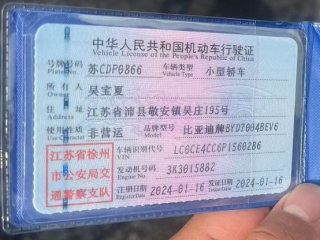 中华人民共和国机动车行驶证
Vehicle License of the People's Republic of China
号牌号码 苏CDP0866 车辆类型 小型轿车
Plate No. Vehicle Type
所有人 吴宝夏
Owner
住址 江苏省沛县敬安镇吴庄195号
Address
使用性质 非营运 品牌型号 比亚迪牌BYD7004BEV6
Use Character Model
江苏省徐州 车辆识别代号 LC0CE4CC6P1560286
VIN
市公安局交 发动机号码 3K3015882
Engine No.
通警察支队 注册日期 2024-01-16 发证日期 2024-01-16
Register Date Issue Date